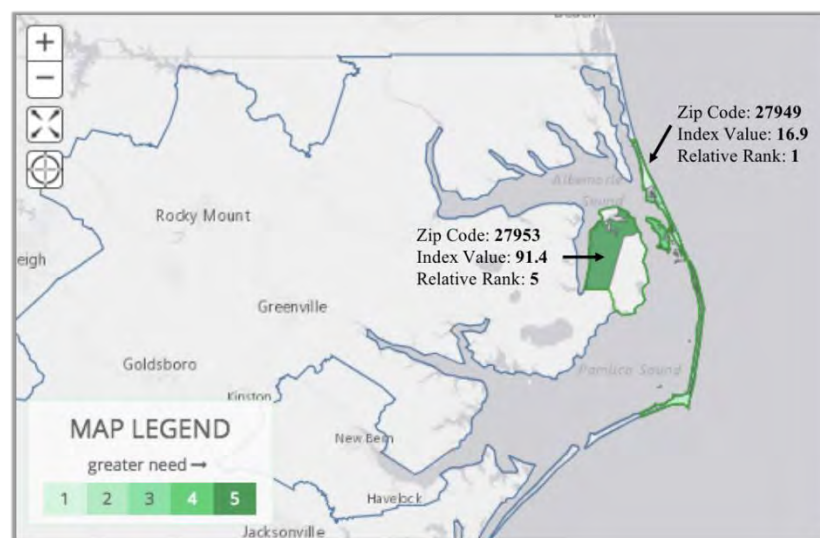 Beach
+
−
Zip Code: 27949
Index Value: 16.9
Relative Rank: 1
Albemarle
Sound
Rocky Mount
Zip Code: 27953
Index Value: 91.4
Relative Rank: 5
eigh
Greenville
Goldsboro
Pamlico Sound
Kinston
MAP LEGEND
greater need →
1 2 3 4 5
New Bern
Havelock
Jacksonville